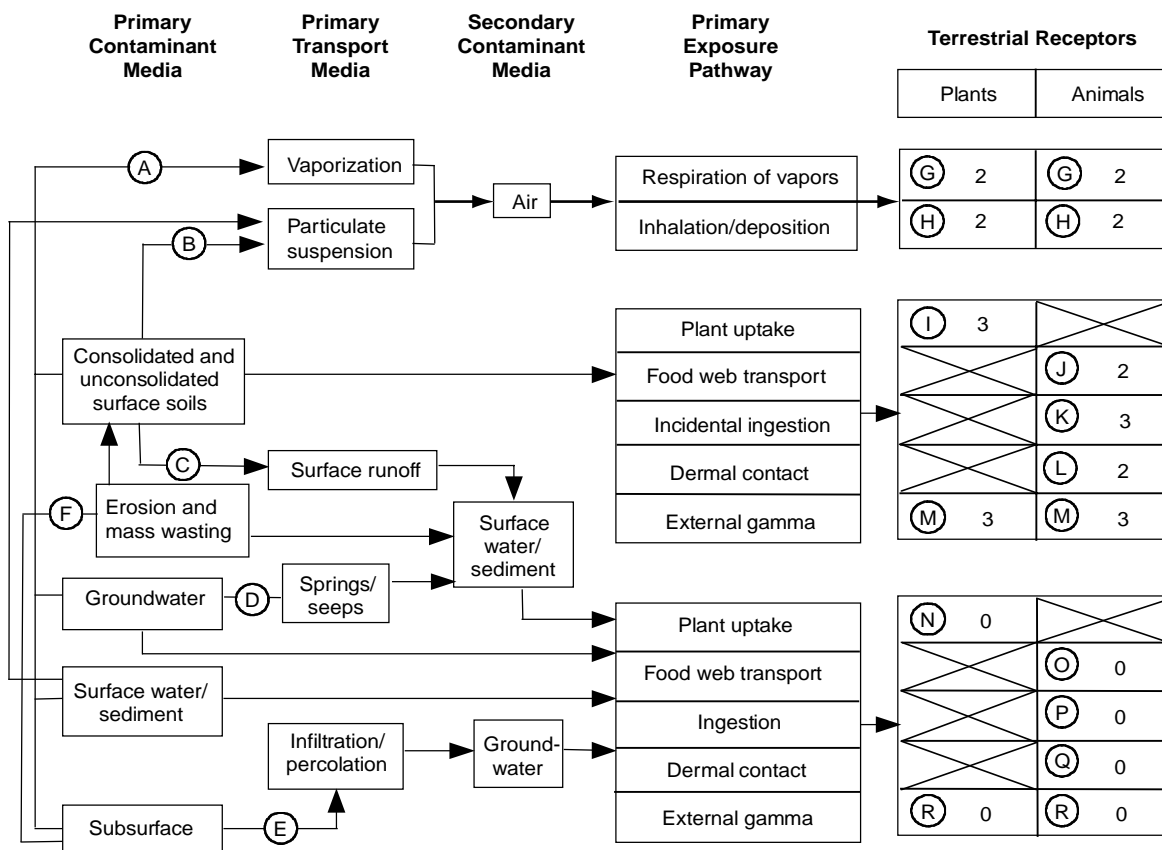 Primary
Contaminant
Media
Primary
Transport
Media
Secondary
Contaminant
Media
Primary
Exposure
Pathway
Terrestrial Receptors
Plants
Animals
A
Vaporization
Air
Respiration of vapors
G 2
G 2
B
Particulate
suspension
Inhalation/deposition
H 2
H 2
Consolidated and
unconsolidated
surface soils
Plant uptake
I 3
Food web transport
J 2
Incidental ingestion
K 3
Dermal contact
L 2
External gamma
M 3
M 3
C
Surface runoff
F
Erosion and
mass wasting
Surface
water/
sediment
Groundwater
D
Springs/
seeps
Plant uptake
N 0
Food web transport
O 0
Ingestion
P 0
Dermal contact
Q 0
External gamma
R 0
R 0
Surface water/
sediment
Infiltration/
percolation
Ground-
water
Subsurface
E